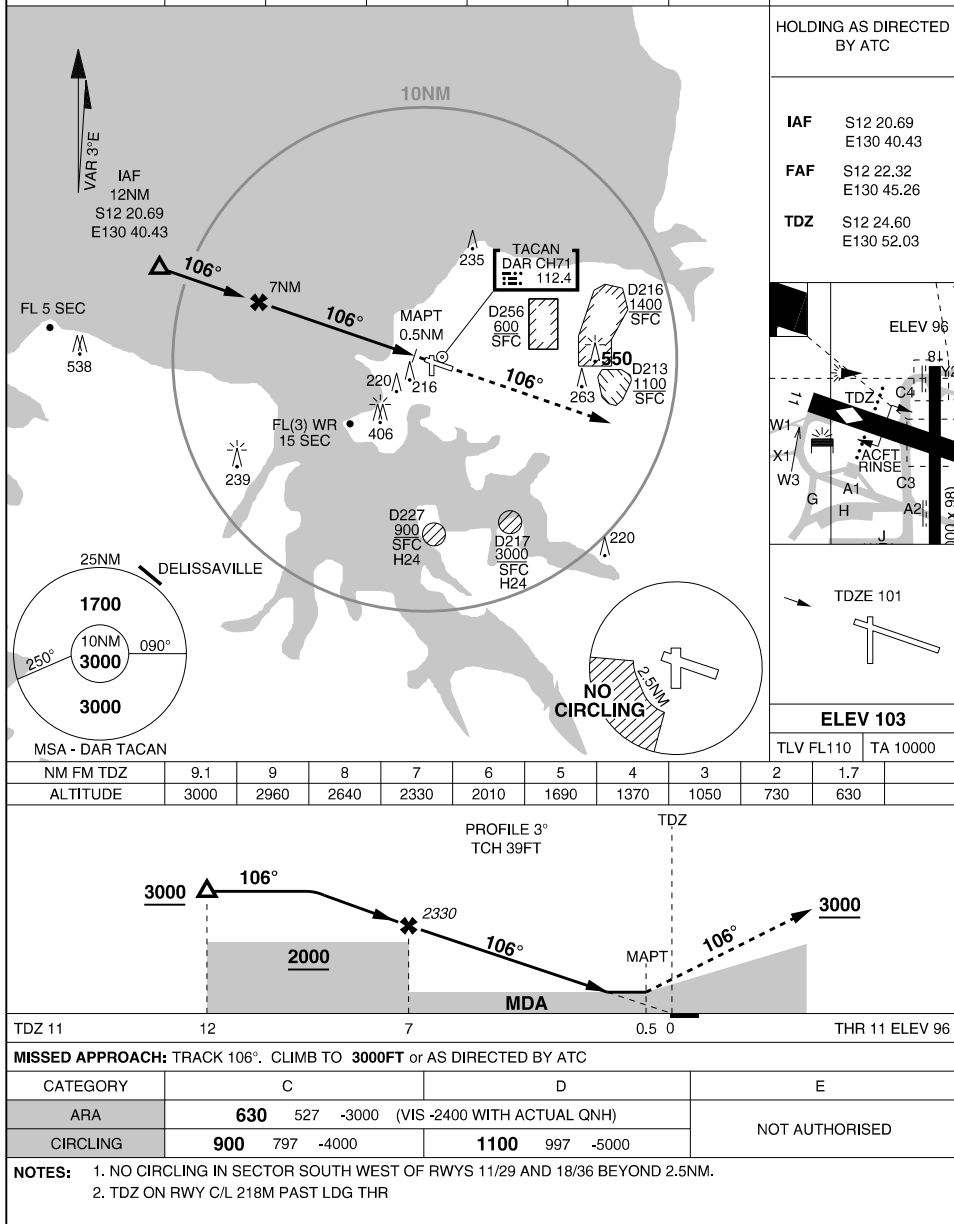 HOLDING AS DIRECTED
BY ATC
10NM
VAR 3°E
IAF
12NM
S12 20.69
E130 40.43
106°
7NM
106°
MAPT
0.5NM
106°
TACAN
DAR CH71
112.4
235
D256
600
SFC
D216
1400
SFC
550
D213
1100
SFC
263
FL 5 SEC
538
220
216
FL(3) WR
15 SEC
406
239
D227
900
SFC
H24
D217
3000
SFC
H24
220
25NM
DELISSAVILLE
1700
10NM
3000
090°
250°
3000
MSA - DAR TACAN
2.5NM
NO
CIRCLING
IAF S12 20.69
E130 40.43
FAF S12 22.32
E130 45.26
TDZ S12 24.60
E130 52.03
ELEV 96
18
Y2
TDZ
C4
11
W1
X1
W3
ACFT
RINSE
C3
A1
G
H
A2
J
TDZE 101
ELEV 103
TLV FL110 TA 10000
NM FM TDZ 9.1 9 8 7 6 5 4 3 2 1.7
ALTITUDE 3000 2960 2640 2330 2010 1690 1370 1050 730 630
PROFILE 3°
TCH 39FT
TDZ
3000 106°
2330
106°
2000
MAPT
106°
3000
MDA
TDZ 11 12 7 0.5 0 THR 11 ELEV 96
MISSED APPROACH: TRACK 106°. CLIMB TO 3000FT or AS DIRECTED BY ATC
CATEGORY C D E
ARA 630 527 -3000 (VIS -2400 WITH ACTUAL QNH) NOT AUTHORISED
CIRCLING 900 797 -4000 1100 997 -5000
NOTES: 1. NO CIRCLING IN SECTOR SOUTH WEST OF RWYS 11/29 AND 18/36 BEYOND 2.5NM.
2. TDZ ON RWY C/L 218M PAST LDG THR